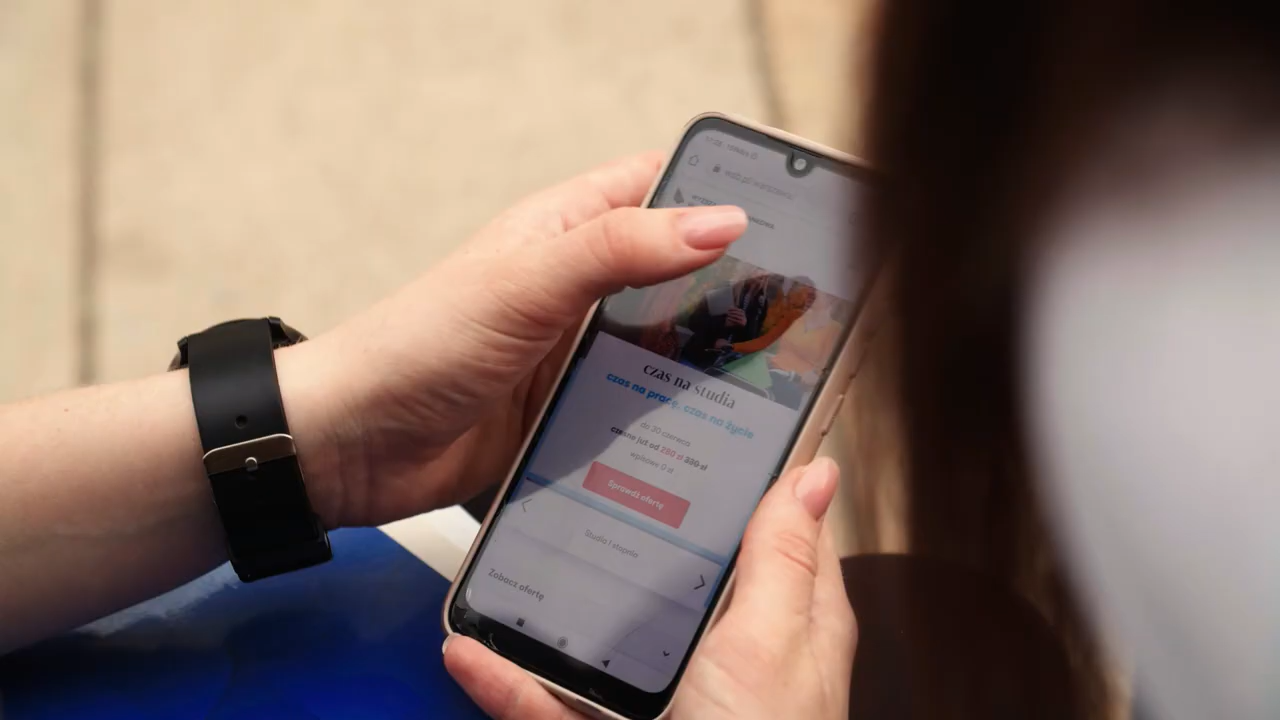 czas na studia
czas na pracę, czas na życie
do 30 czerwca
czesne już od 280 zł 390 zł
wpisowe 0 zł
Sprawdź ofertę
Studia I stopnia
Zobacz ofertę